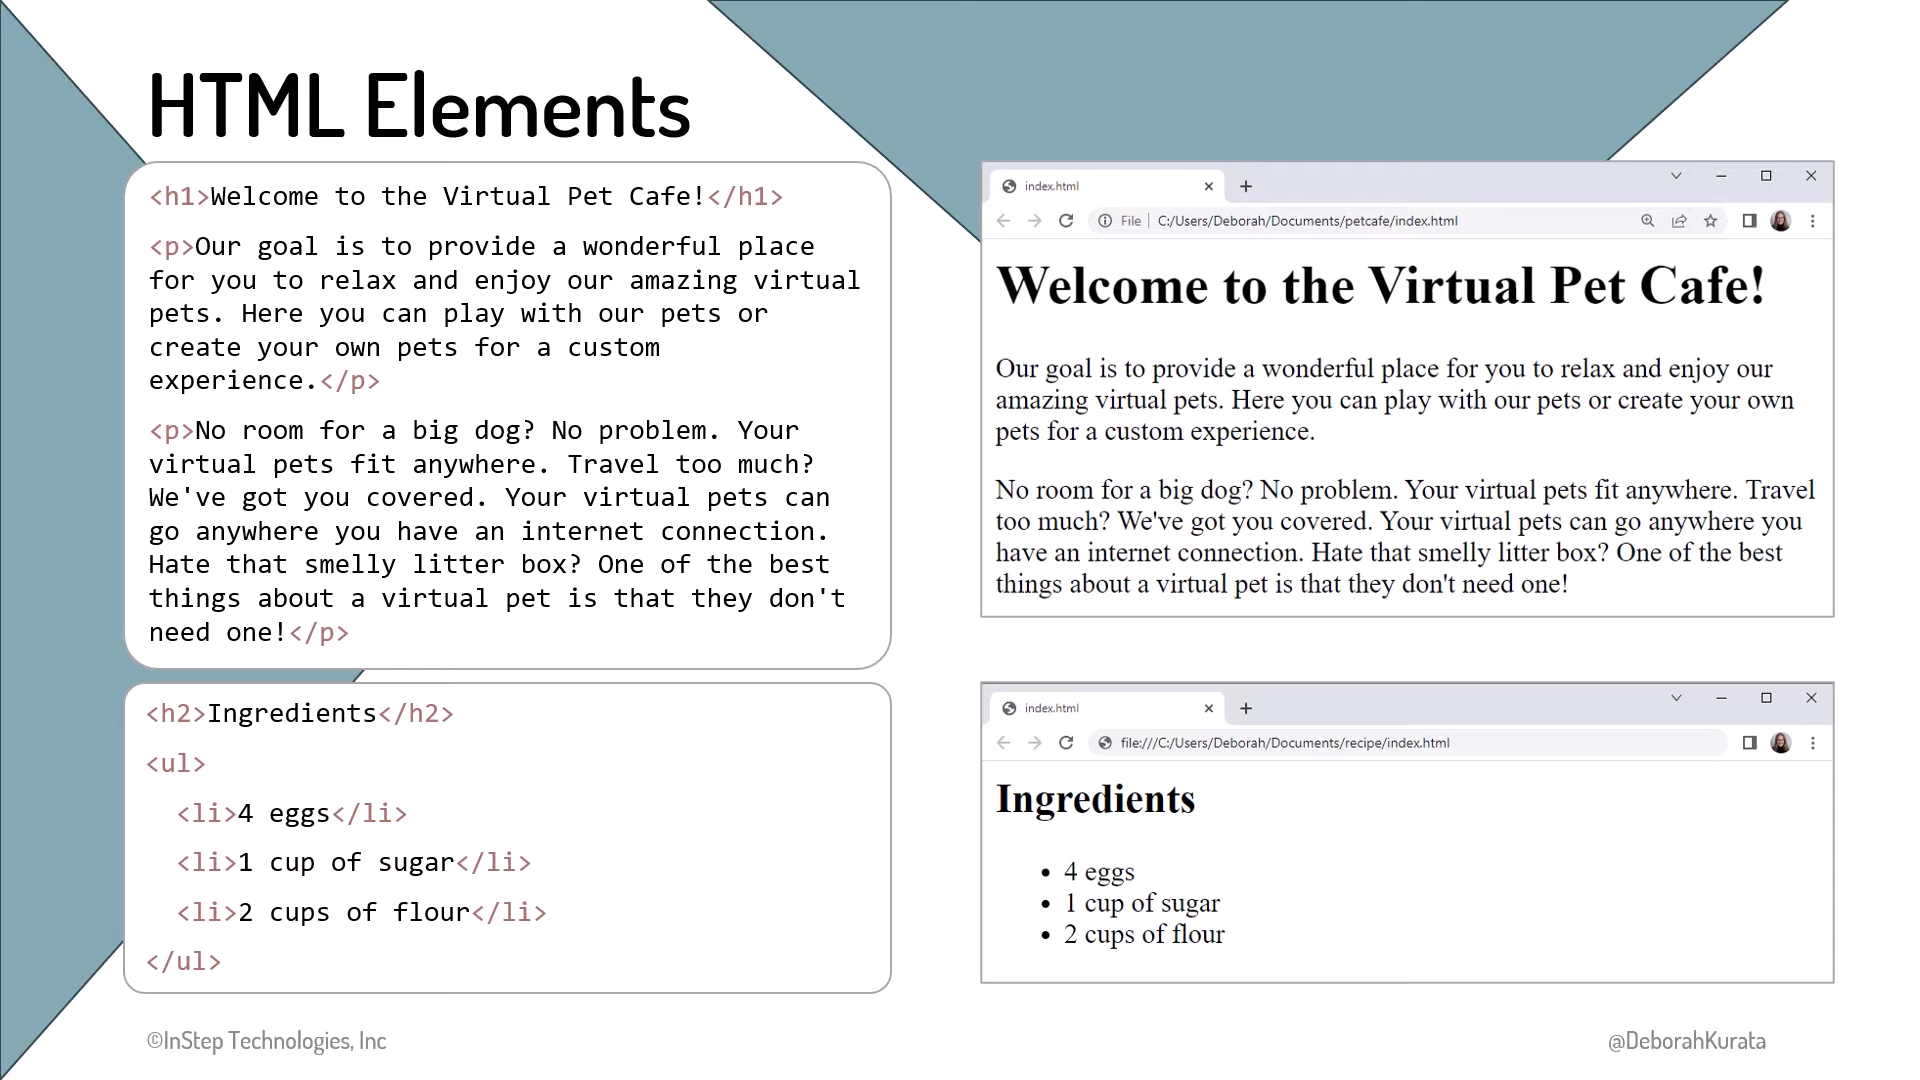 HTML Elements
<h1>Welcome to the Virtual Pet Cafe!</h1>
<p>Our goal is to provide a wonderful place
for you to relax and enjoy our amazing virtual
pets. Here you can play with our pets or
create your own pets for a custom
experience.</p>
<p>No room for a big dog? No problem. Your
virtual pets fit anywhere. Travel too much?
We've got you covered. Your virtual pets can
go anywhere you have an internet connection.
Hate that smelly litter box? One of the best
things about a virtual pet is that they don't
need one!</p>
<h2>Ingredients</h2>
<ul>
<li>4 eggs</li>
<li>1 cup of sugar</li>
<li>2 cups of flour</li>
</ul>
index.html
File C:/Users/Deborah/Documents/petcafe/index.html
Welcome to the Virtual Pet Cafe!
Our goal is to provide a wonderful place for you to relax and enjoy our
amazing virtual pets. Here you can play with our pets or create your own
pets for a custom experience.
No room for a big dog? No problem. Your virtual pets fit anywhere. Travel
too much? We've got you covered. Your virtual pets can go anywhere you
have an internet connection. Hate that smelly litter box? One of the best
things about a virtual pet is that they don't need one!
index.html
file:///C:/Users/Deborah/Documents/recipe/index.html
Ingredients
• 4 eggs
• 1 cup of sugar
• 2 cups of flour
©InStep Technologies, Inc
@DeborahKurata